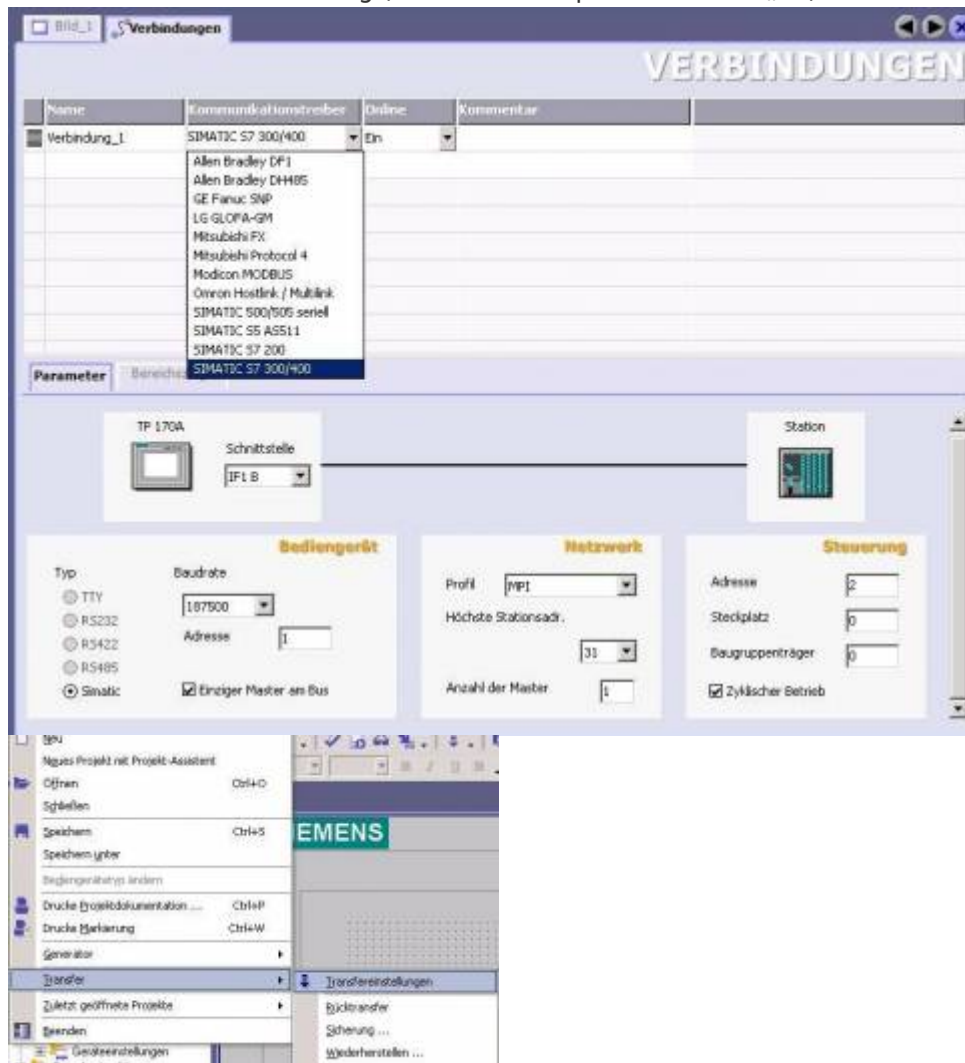 Bild_1
Verbindungen
VERBINDUNGEN
Name Kommunikationstreiber Online Kommentar
Verbindung_1 SIMATIC S7 300/400 Ein
Allen Bradley DF1
Allen Bradley DH485
GE Fanuc SNP
LG GLOFA-GM
Mitsubishi FX
Mitsubishi Protocol 4
Modicon MODBUS
Omron Hostlink / Multilink
SIMATIC 500/505 seriell
SIMATIC S5 AS511
SIMATIC S7 200
SIMATIC S7 300/400
Parameter
TP 170A
Schnittstelle
IF1 B
Station
Bediengerät
Typ
TTY
RS232
RS422
RS485
Simatic
Baudrate
187500
Adresse 1
Einziger Master am Bus
Netzwerk
Profil MPI
Höchste Stationsadr.
31
Anzahl der Master 1
Steuerung
Adresse 2
Steckplatz 0
Baugruppenträger 0
Zyklischer Betrieb
Neu
Neues Projekt mit Projekt-Assistent
Öffnen Ctrl+O
Schließen
Speichern Ctrl+S
Speichern unter
Bediengerätetyp ändern
Drucke Projektdokumentation ... Ctrl+P
Drucke Markierung Ctrl+W
Generator
Transfer
Zuletzt geöffnete Projekte
Beenden
Geräteeinstellungen
EMENS
Transfereinstellungen
Rücktransfer
Sicherung ...
Wiederherstellen ...